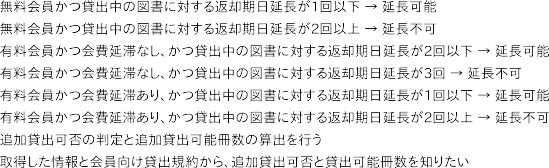 無料会員かつ貸出中の図書に対する返却期日延長が1回以下 → 延長可能
無料会員かつ貸出中の図書に対する返却期日延長が2回以上 → 延長不可
有料会員かつ会費延滞なし、かつ貸出中の図書に対する返却期日延長が2回以下 → 延長可能
有料会員かつ会費延滞なし、かつ貸出中の図書に対する返却期日延長が3回 → 延長不可
有料会員かつ会費延滞あり、かつ貸出中の図書に対する返却期日延長が1回以下 → 延長可能
有料会員かつ会費延滞あり、かつ貸出中の図書に対する返却期日延長が2回以上 → 延長不可
追加貸出可否の判定と追加貸出可能冊数の算出を行う
取得した情報と会員向け貸出規約から、追加貸出可否と貸出可能冊数を知りたい